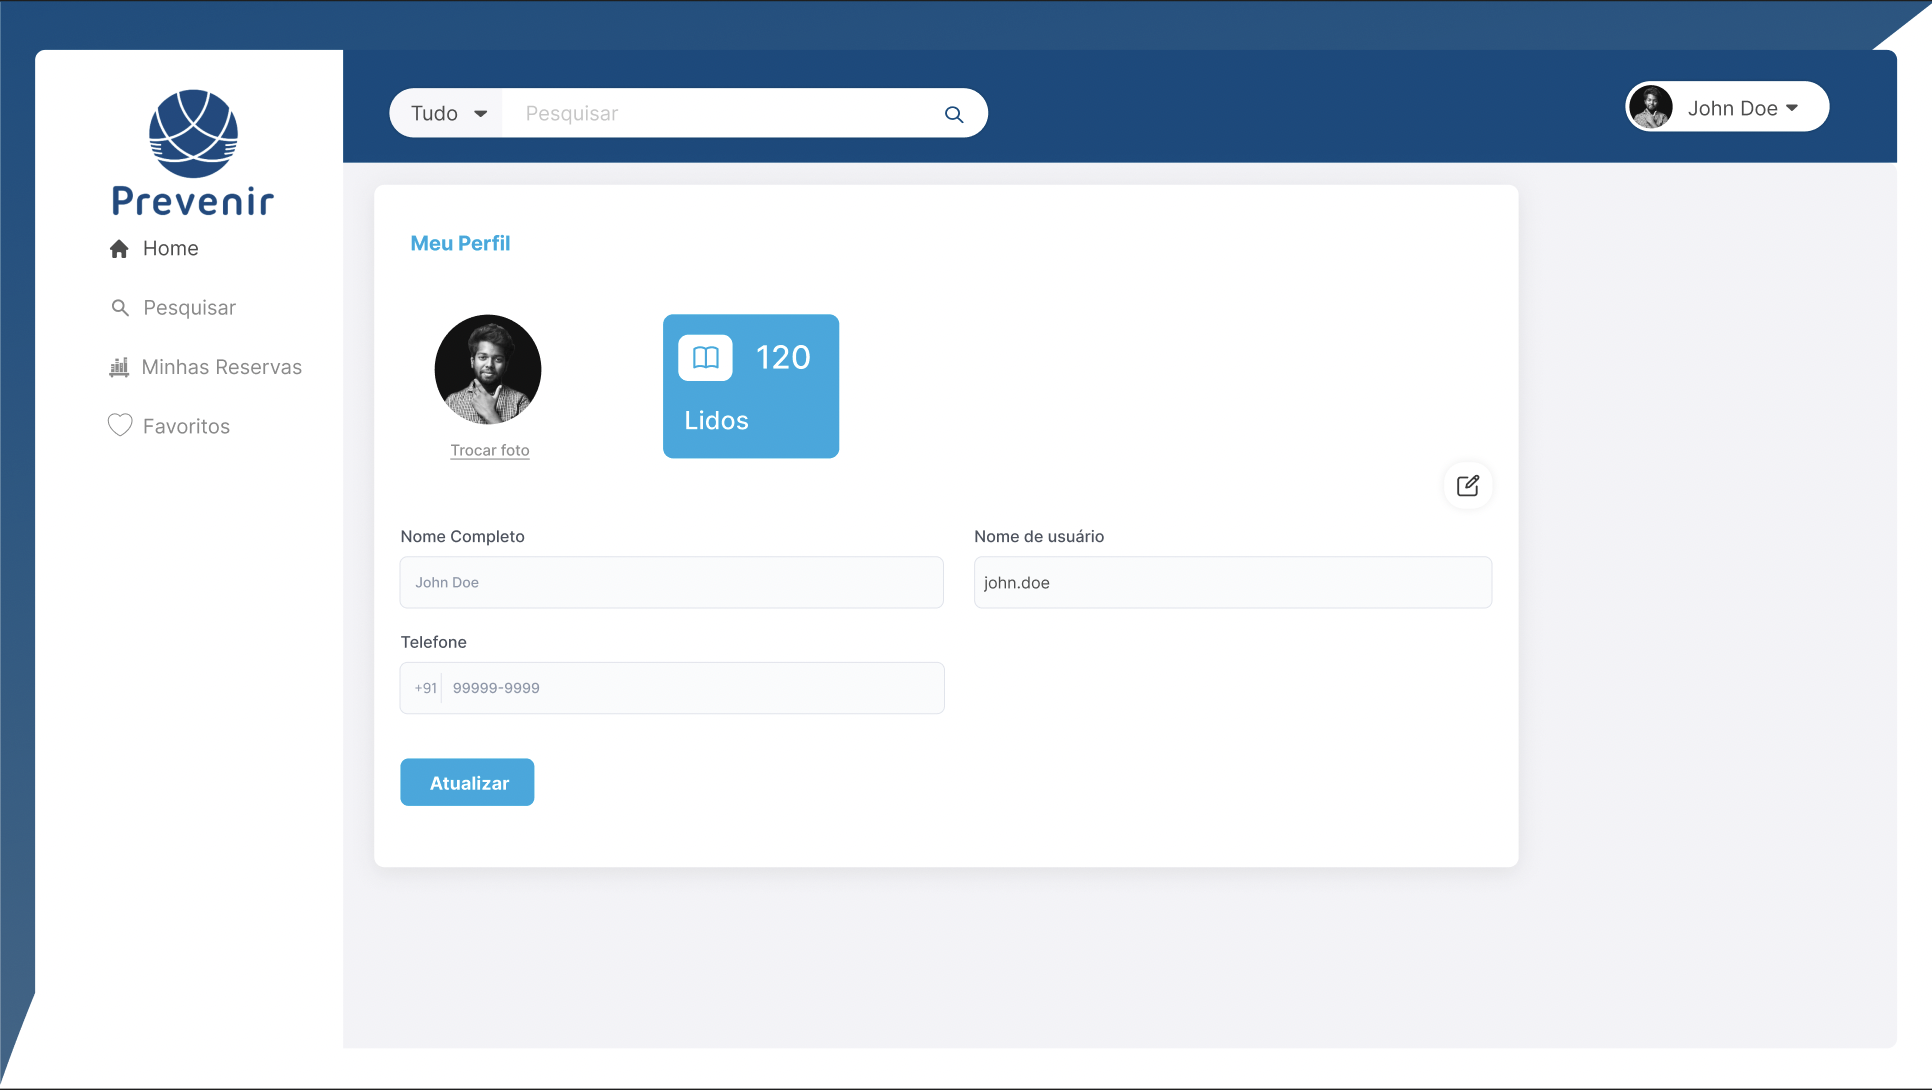 Prevenir
Home
Pesquisar
Minhas Reservas
Favoritos
Tudo
Pesquisar
John Doe
Meu Perfil
Trocar foto
120
Lidos
Nome Completo
John Doe
Nome de usuário
john.doe
Telefone
+91 99999-9999
Atualizar